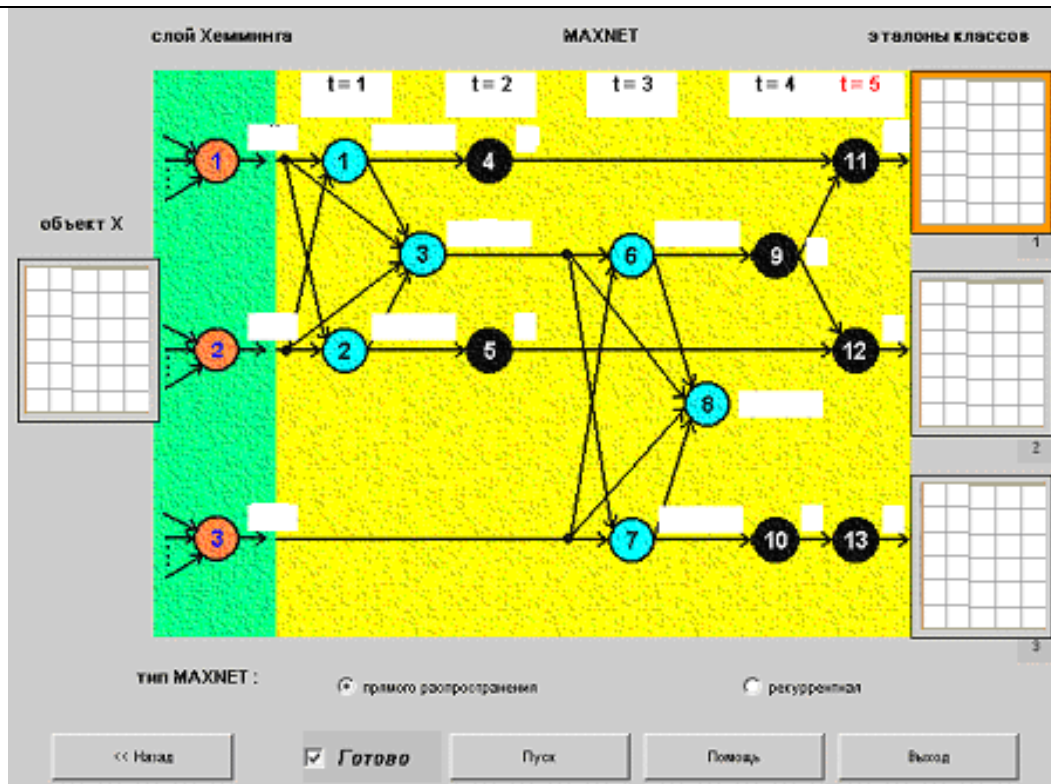 слой Хемминга MAXNET эталоны классов
t = 1 t = 2 t = 3 t = 4 t = 5
1 1 4 11
объект X
3 6 9
1
2 2 5 12
8
2
3 7 10 13
3
тип MAXNET : прямого распространения рекуррентная
<< Назад Готово Пуск Помощь Выход